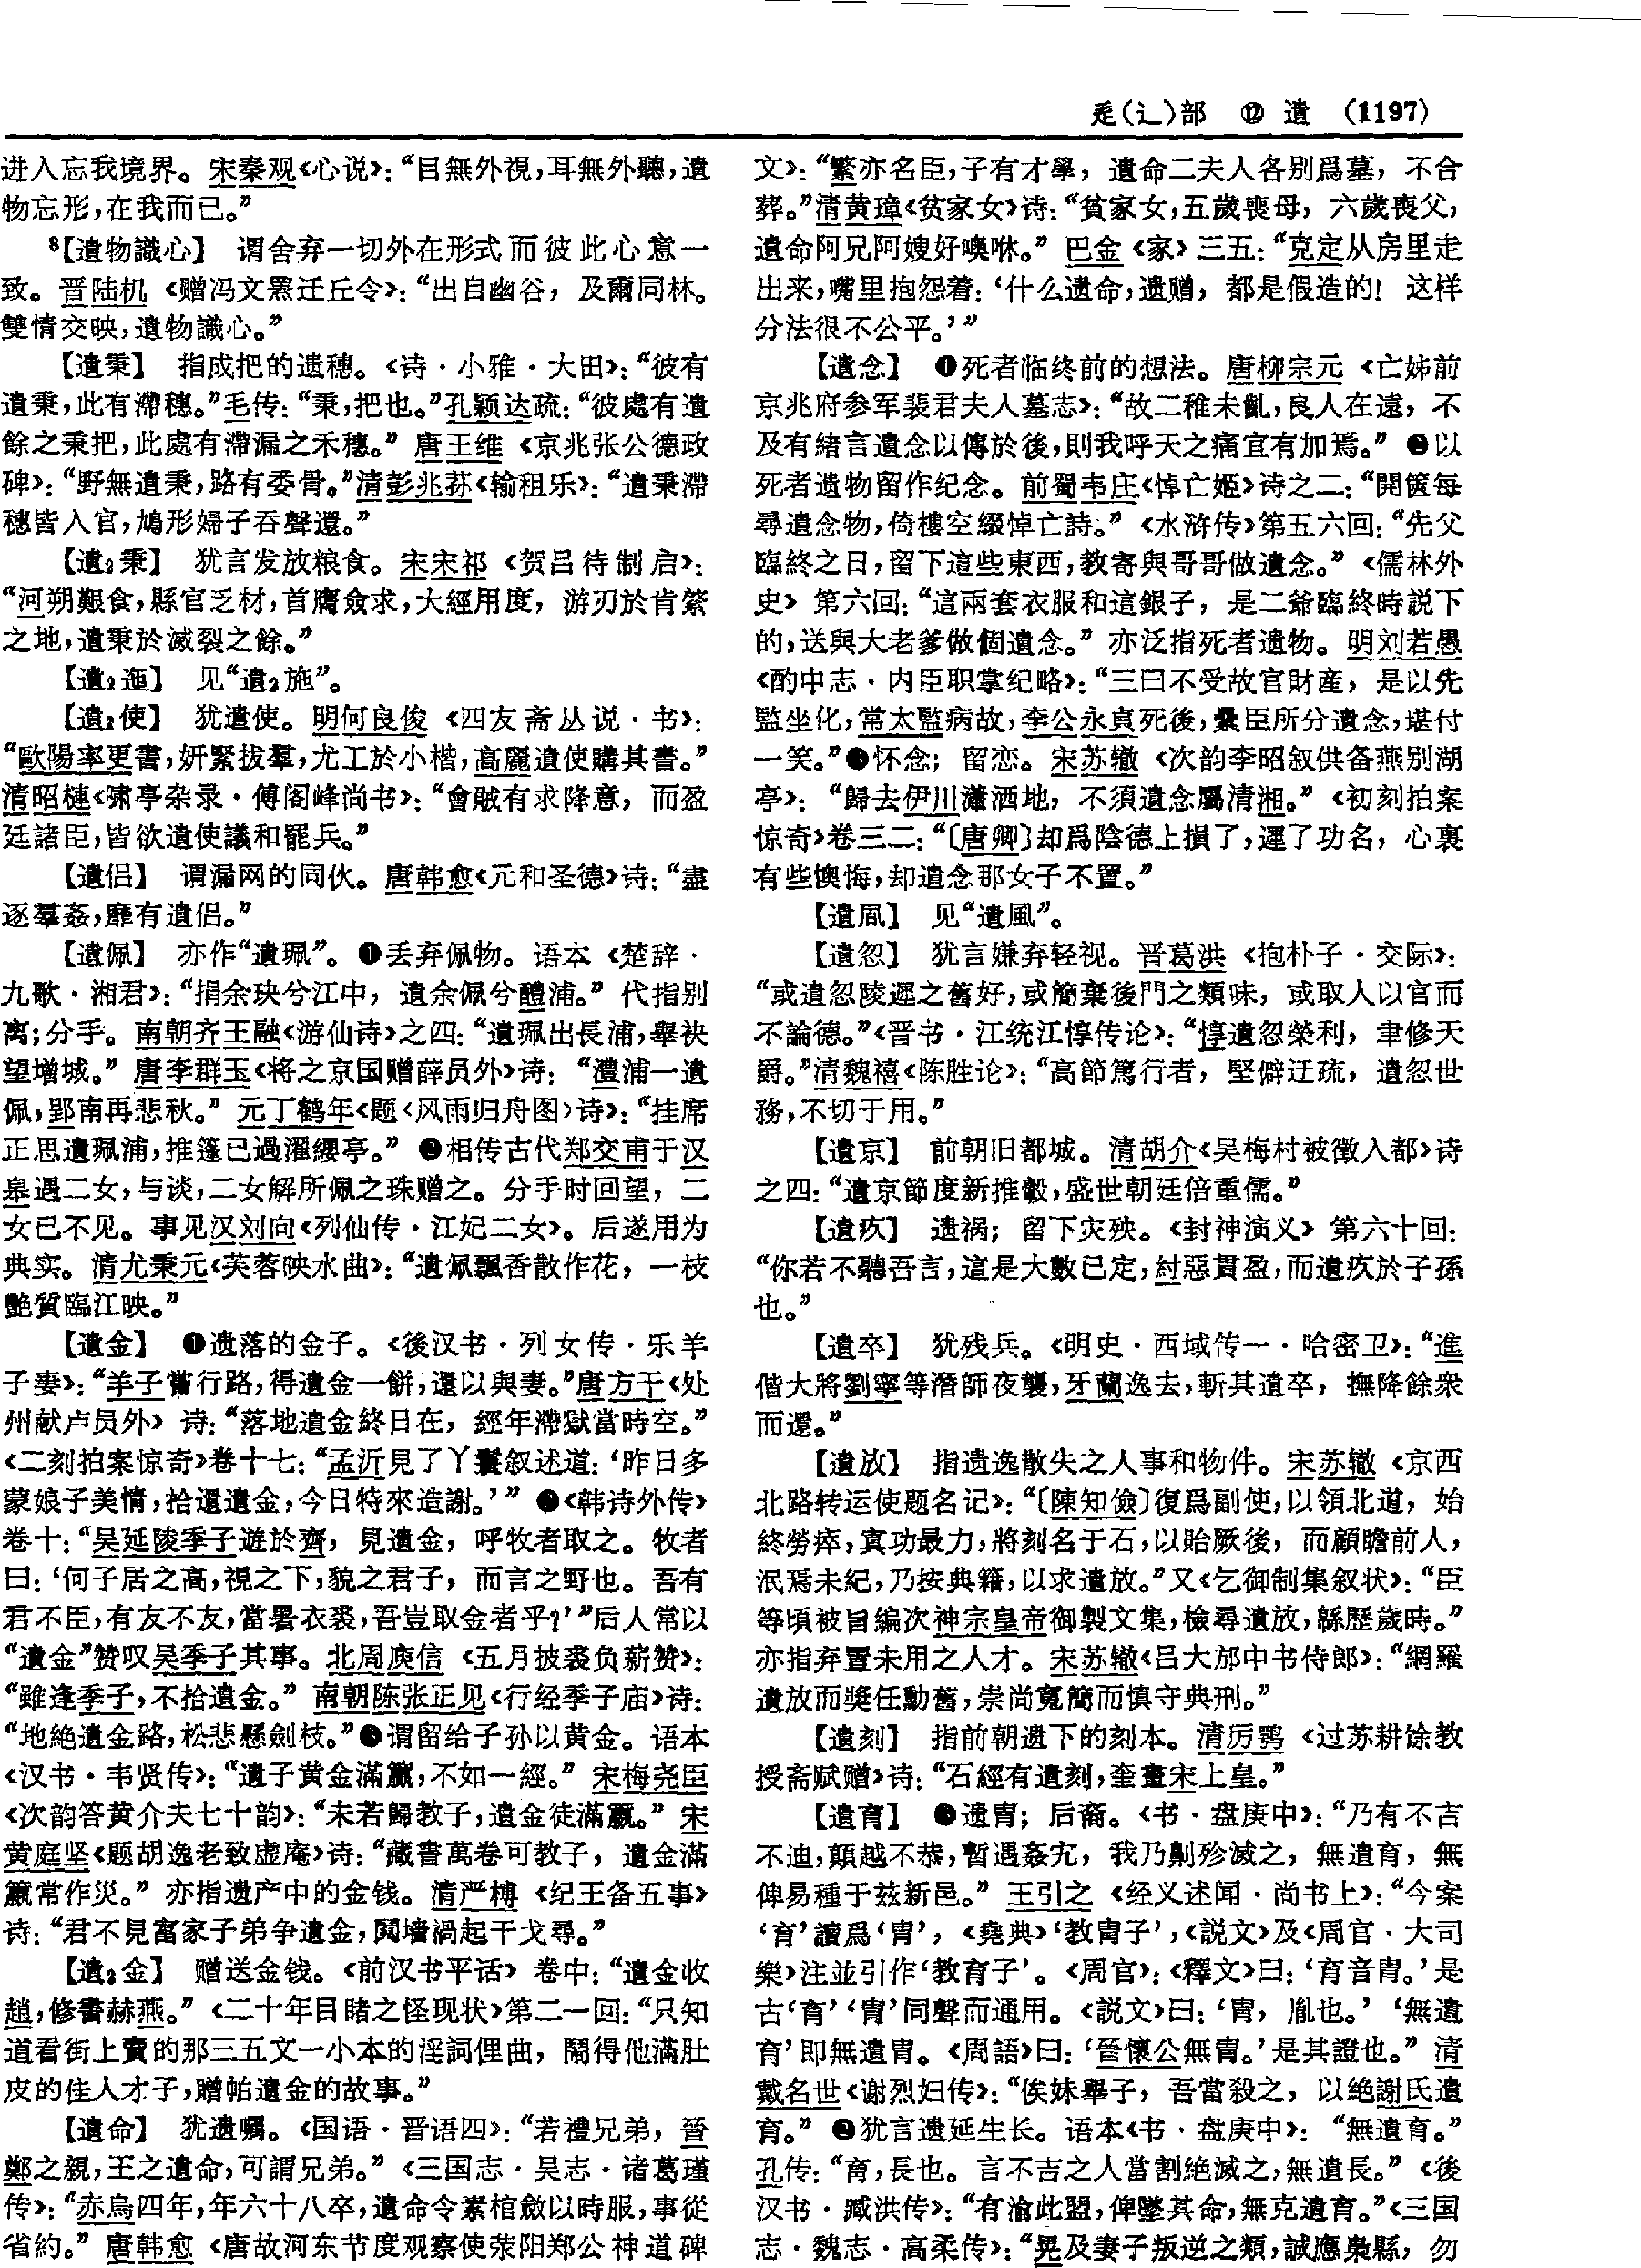 辵(辶)部 ⑫ 遺 (1197)
进入忘我境界。宋秦观《心说》：“目無外視，耳無外聽，遺
物忘形，在我而已。”
8【遺物識心】 谓舍弃一切外在形式而彼此心意一
致。晋陆机《赠冯文罴迁丘令》：“出自幽谷，及爾同林。
雙情交映，遺物識心。”
【遺秉】 指成把的遗穗。《诗·小雅·大田》：“彼有
遺秉，此有滯穗。”毛传：“秉，把也。”孔颖达疏：“彼處有遺
餘之秉把，此處有滯漏之禾穗。”唐王维《京兆张公德政
碑》：“野無遺秉，路有委骨。”清彭兆荪《输租乐》：“遺秉滯
穗皆入官，鳩形婦子吞聲還。”
【遺2秉】 犹言发放粮食。宋宋祁《贺吕待制启》：
“河朔艱食，縣官乏材，首膺僉求，大經用度，游刃於肯綮
之地，遺秉於滅裂之餘。”
【遺2迤】 见“遺2施”。
【遺2使】 犹遣使。明何良俊《四友斋丛说·书》：
“歐陽率更書，妍緊拔羣，尤工於小楷，高麗遺使購其書。”
清昭槤《啸亭杂录·傅阁峰尚书》：“會賊有求降意，而盈
廷諸臣，皆欲遺使議和罷兵。”
【遺侣】 谓漏网的同伙。唐韩愈《元和圣德》诗：“盡
逐羣姦，靡有遺侣。”
【遺佩】 亦作“遺珮”。❶丢弃佩物。语本《楚辞·
九歌·湘君》：“捐余玦兮江中，遺余佩兮醴浦。”代指别
离；分手。南朝齐王融《游仙诗》之四：“遺珮出長浦，舉袂
望增城。”唐李群玉《将之京国赠薛员外》诗：“澧浦一遺
佩，郢南再悲秋。”元丁鹤年《题〈风雨归舟图〉诗》：“挂席
正思遺珮浦，推篷已過濯纓亭。”❷相传古代郑交甫于汉
皋遇二女，与谈，二女解所佩之珠赠之。分手时回望，二
女已不见。事见汉刘向《列仙传·江妃二女》。后遂用为
典实。清尤秉元《芙蓉映水曲》：“遺佩飄香散作花，一枝
艷質臨江映。”
【遺金】 ❶遗落的金子。《後汉书·列女传·乐羊
子妻》：“羊子嘗行路，得遺金一餅，還以與妻。”唐方干《处
州献卢员外》诗：“落地遺金終日在，經年滯獄當時空。”
《二刻拍案惊奇》卷十七：“孟沂見了丫鬟叙述道：‘昨日多
蒙娘子美情，拾還遺金，今日特來造謝。’”❷《韩诗外传》
卷十：“吴延陵季子遊於齊，見遺金，呼牧者取之。牧者
曰：‘何子居之高，視之下，貌之君子，而言之野也。吾有
君不臣，有友不友，當暑衣裘，吾豈取金者乎？’”后人常以
“遺金”赞叹吴季子其事。北周庾信《五月披裘负薪赞》：
“雖逢季子，不拾遺金。”南朝陈张正见《行经季子庙》诗：
“地絶遺金路，松悲懸劍枝。”❸谓留给子孙以黄金。语本
《汉书·韦贤传》：“遺子黄金滿籯，不如一經。”宋梅尧臣
《次韵答黄介夫七十韵》：“未若歸教子，遺金徒滿籯。”宋
黄庭坚《题胡逸老致虚庵》诗：“藏書萬卷可教子，遺金滿
籯常作災。”亦指遗产中的金钱。清严榑《纪王备五事》
诗：“君不見富家子弟争遺金，鬩墻禍起干戈尋。”
【遺2金】 赠送金钱。《前汉书平话》卷中：“遺金收
趙，修書赫燕。”《二十年目睹之怪现状》第二一回：“只知
道看街上賣的那三五文一小本的淫詞俚曲，鬧得他滿肚
皮的佳人才子，赠帕遺金的故事。”
【遺命】 犹遗嘱。《国语·晋语四》：“若禮兄弟，晉
鄭之親，王之遺命，可謂兄弟。”《三国志·吴志·诸葛瑾
传》：“赤烏四年，年六十八卒，遺命令素棺斂以時服，事從
省約。”唐韩愈《唐故河东节度观察使荥阳郑公神道碑
文》：“繁亦名臣，子有才學，遺命二夫人各别爲墓，不合
葬。”清黄璋《贫家女》诗：“貧家女，五歲喪母，六歲喪父，
遺命阿兄阿嫂好噢咻。”巴金《家》三五：“克定从房里走
出来，嘴里抱怨着：‘什么遗命，遗赠，都是假造的！这样
分法很不公平。’”
【遺念】 ❶死者临终前的想法。唐柳宗元《亡姊前
京兆府参军裴君夫人墓志》：“故二稚未齔，良人在遠，不
及有緒言遺念以傳於後，則我呼天之痛宜有加焉。”❷以
死者遗物留作纪念。前蜀韦庄《悼亡姬》诗之二：“開篋每
尋遺念物，倚樓空綴悼亡詩。”《水浒传》第五六回：“先父
臨終之日，留下這些東西，教寄與哥哥做遺念。”《儒林外
史》第六回：“這兩套衣服和這銀子，是二爺臨終時説下
的，送與大老爹做個遺念。”亦泛指死者遗物。明刘若愚
《酌中志·内臣职掌纪略》：“三曰不受故官財産，是以先
監坐化，常太監病故，李公永貞死後，纍臣所分遺念，堪付
一笑。”❸怀念；留恋。宋苏辙《次韵李昭叙供备燕别湖
亭》：“歸去伊川瀟洒地，不須遺念屬清湘。”《初刻拍案
惊奇》卷三二：“〔唐卿〕却爲陰德上損了，遲了功名，心裏
有些懊悔，却遺念那女子不置。”
【遺凨】 见“遺風”。
【遺忽】 犹言嫌弃轻视。晋葛洪《抱朴子·交际》：
“或遺忽陵遲之舊好，或簡棄後門之類味，或取人以官而
不論德。”《晋书·江统江惇传论》：“惇遺忽榮利，聿修天
爵。”清魏禧《陈胜论》：“高節篤行者，堅僻迂疏，遺忽世
務，不切于用。”
【遺京】 前朝旧都城。清胡介《吴梅村被徵入都》诗
之四：“遺京節度新推轂，盛世朝廷倍重儒。”
【遺疚】 遗祸；留下灾殃。《封神演义》第六十回：
“你若不聽吾言，這是大數已定，紂惡貫盈，而遺疚於子孫
也。”
【遺卒】 犹残兵。《明史·西域传一·哈密卫》：“進
偕大將劉寧等潛師夜襲，牙蘭逸去，斬其遺卒，撫降餘衆
而還。”
【遺放】 指遗逸散失之人事和物件。宋苏辙《京西
北路转运使题名记》：“〔陳知儉〕復爲副使，以領北道，始
終勞瘁，寘功最力，將刻名于石，以貽厥後，而顧瞻前人，
泯焉未紀，乃按典籍，以求遺放。”又《乞御制集叙状》：“臣
等頃被旨編次神宗皇帝御製文集，檢尋遺放，緜歷歲時。”
亦指弃置未用之人才。宋苏辙《吕大防中书侍郎》：“網羅
遺放而獎任勳舊，崇尚寬簡而慎守典刑。”
【遺刻】 指前朝遗下的刻本。清厉鹗《过苏耕馀教
授斋赋赠》诗：“石經有遺刻，奎畫宋上皇。”
【遺育】 ❶遗胄；后裔。《书·盘庚中》：“乃有不吉
不迪，顛越不恭，暫遇姦宄，我乃劓殄滅之，無遺育，無
俾易種于兹新邑。”王引之《经义述闻·尚书上》：“今案
‘育’讀爲‘胄’，《堯典》‘教胄子’，《説文》及《周官·大司
樂》注並引作‘教育子’。《周官》：《釋文》曰：‘育音胄。’是
古‘育’‘胄’同聲而通用。《説文》曰：‘胄，胤也。’‘無遺
育’即無遺胄。《周語》曰：‘晉懷公無胄。’是其證也。”清
戴名世《谢烈妇传》：“俟妹舉子，吾當殺之，以絶謝氏遺
育。”❷犹言遗延生长。语本《书·盘庚中》：“無遺育。”
孔传：“育，長也。言不吉之人當割絶滅之，無遺長。”《後
汉书·臧洪传》：“有渝此盟，俾墜其命，無克遺育。”《三国
志·魏志·高柔传》：“晃及妻子叛逆之類，誠應梟縣，勿